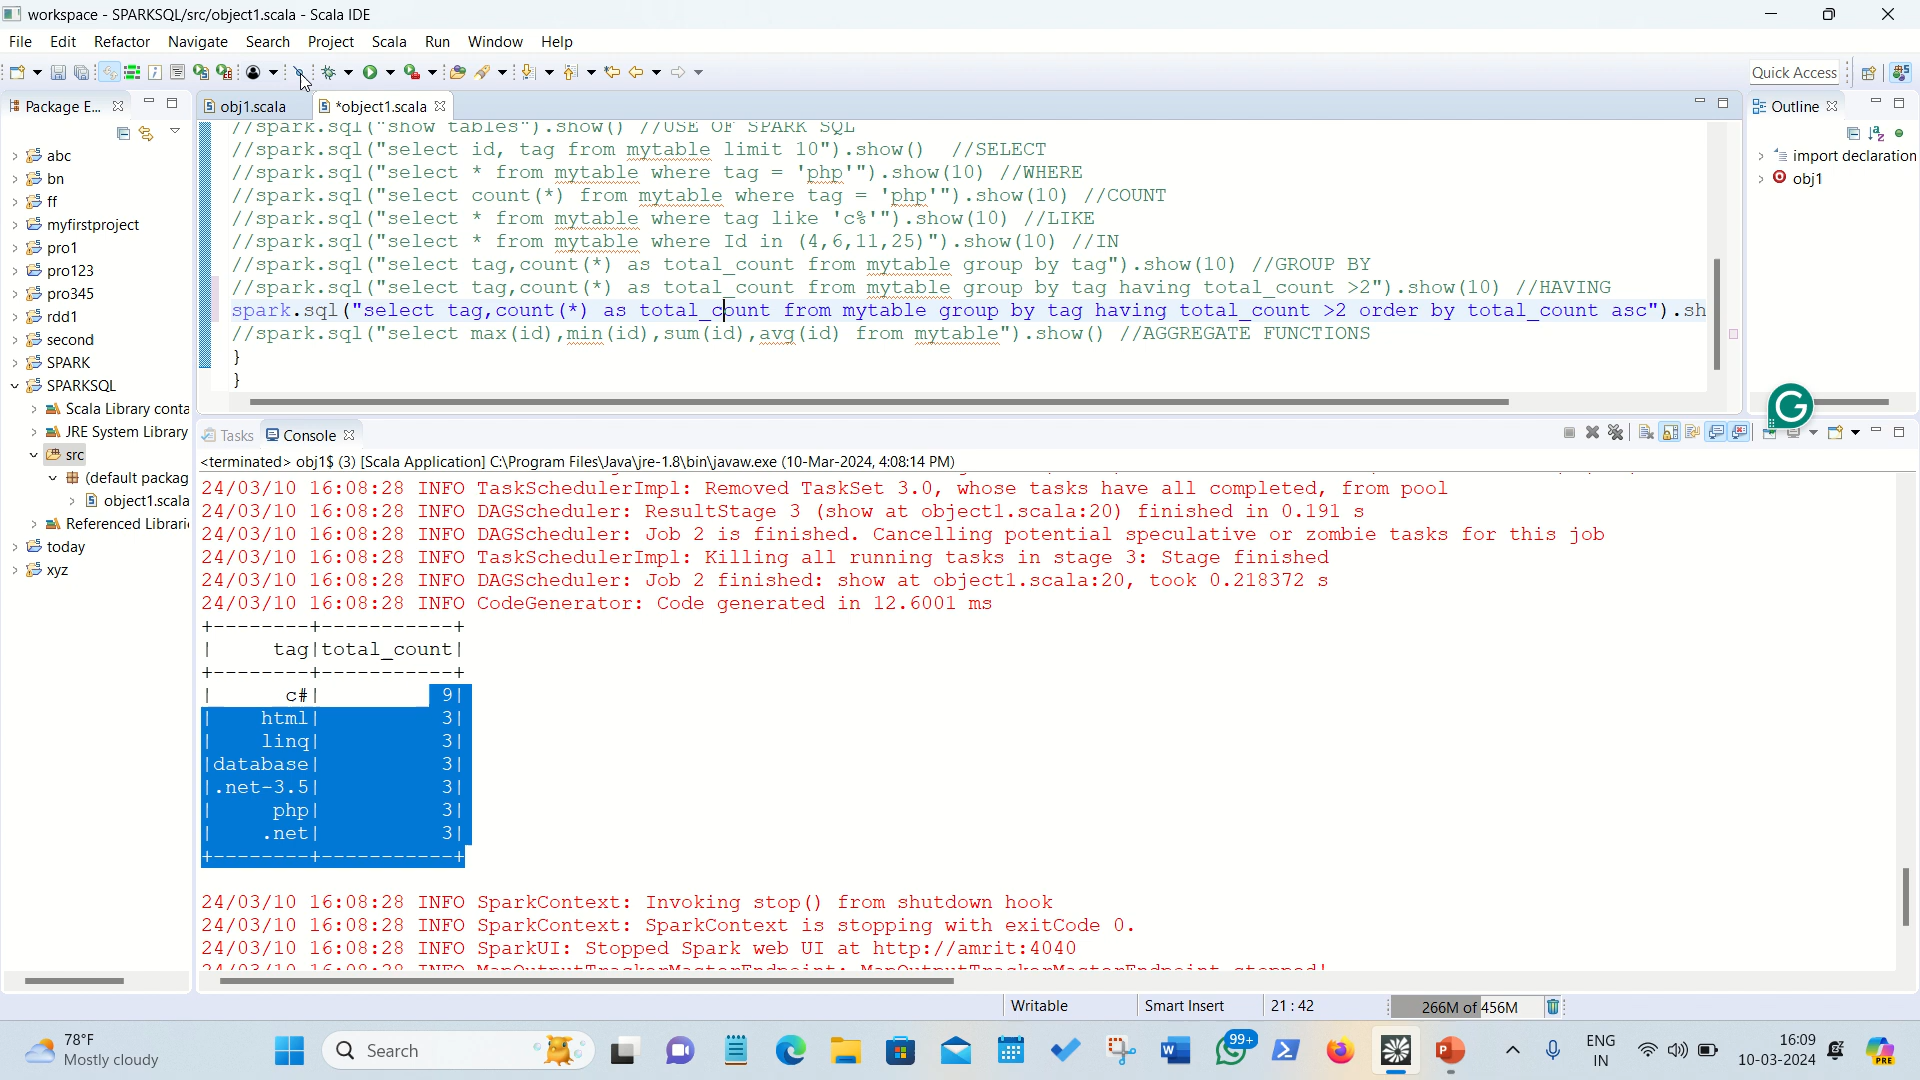 workspace - SPARKSQL/src/object1.scala - Scala IDE
File Edit Refactor Navigate Search Project Scala Run Window Help
Quick Access
Package E...
obj1.scala
*object1.scala
Outline
//spark.sql("show tables").show() //USE OF SPARK SQL
//spark.sql("select id, tag from mytable limit 10").show() //SELECT
//spark.sql("select * from mytable where tag = 'php'").show(10) //WHERE
//spark.sql("select count(*) from mytable where tag = 'php'").show(10) //COUNT
//spark.sql("select * from mytable where tag like 'c%'").show(10) //LIKE
//spark.sql("select * from mytable where Id in (4,6,11,25)").show(10) //IN
//spark.sql("select tag,count(*) as total_count from mytable group by tag").show(10) //GROUP BY
//spark.sql("select tag,count(*) as total_count from mytable group by tag having total_count >2").show(10) //HAVING
spark.sql("select tag,count(*) as total_count from mytable group by tag having total_count >2 order by total_count asc").sh
//spark.sql("select max(id),min(id),sum(id),avg(id) from mytable").show() //AGGREGATE FUNCTIONS
}
}
abc
bn
ff
myfirstproject
pro1
pro123
pro345
rdd1
second
SPARK
SPARKSQL
Scala Library conta
JRE System Library
src
(default packag
object1.scala
Referenced Librari
today
xyz
import declaration
obj1
Tasks
Console
<terminated> obj1$ (3) [Scala Application] C:\Program Files\Java\jre-1.8\bin\javaw.exe (10-Mar-2024, 4:08:14 PM)
24/03/10 16:08:28 INFO TaskSchedulerImpl: Removed TaskSet 3.0, whose tasks have all completed, from pool
24/03/10 16:08:28 INFO DAGScheduler: ResultStage 3 (show at object1.scala:20) finished in 0.191 s
24/03/10 16:08:28 INFO DAGScheduler: Job 2 is finished. Cancelling potential speculative or zombie tasks for this job
24/03/10 16:08:28 INFO TaskSchedulerImpl: Killing all running tasks in stage 3: Stage finished
24/03/10 16:08:28 INFO DAGScheduler: Job 2 finished: show at object1.scala:20, took 0.218372 s
24/03/10 16:08:28 INFO CodeGenerator: Code generated in 12.6001 ms
+--------+-----------+
|     tag|total_count|
+--------+-----------+
|      c#|          9|
|    html|          3|
|    linq|          3|
|database|          3|
|.net-3.5|          3|
|     php|          3|
|    .net|          3|
+--------+-----------+
24/03/10 16:08:28 INFO SparkContext: Invoking stop() from shutdown hook
24/03/10 16:08:28 INFO SparkContext: SparkContext is stopping with exitCode 0.
24/03/10 16:08:28 INFO SparkUI: Stopped Spark web UI at http://amrit:4040
24/03/10 16:08:28 INFO MapOutputTrackerMasterEndpoint: MapOutputTrackerMasterEndpoint stopped!
Writable
Smart Insert
21 : 42
266M of 456M
78°F
Mostly cloudy
Search
99+
ENG
IN
16:09
10-03-2024
PRE